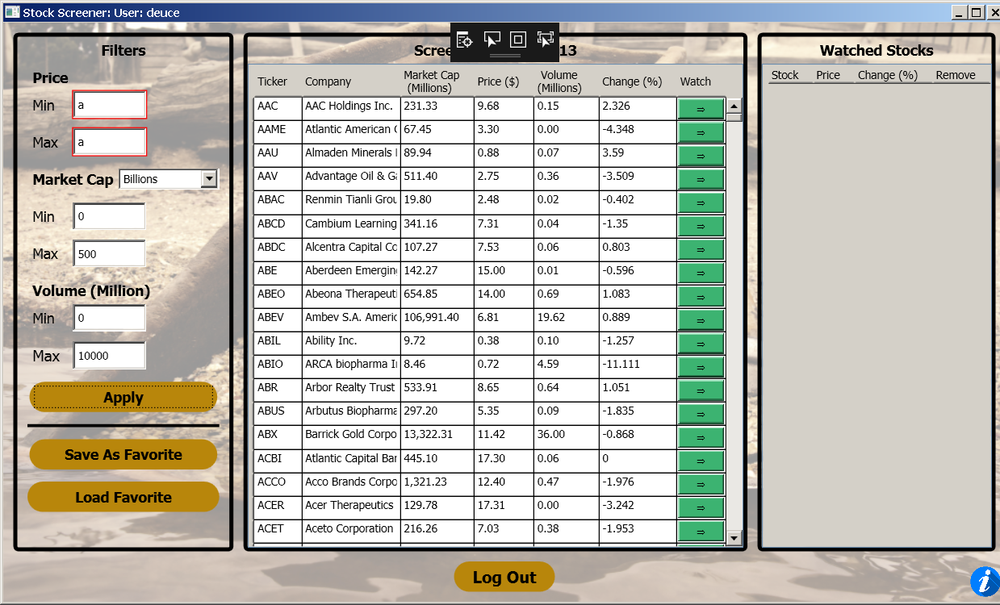 Stock Screener: User: deuce
Filters
Price
Min a
Max a
Market Cap Billions
Min 0
Max 500
Volume (Million)
Min 0
Max 10000
Apply
Save As Favorite
Load Favorite
Scree 13
Ticker Company Market Cap (Millions) Price ($) Volume (Millions) Change (%) Watch
AAC AAC Holdings Inc. 231.33 9.68 0.15 2.326 ⇒
AAME Atlantic American 67.45 3.30 0.00 -4.348 ⇒
AAU Almaden Minerals 89.94 0.88 0.07 3.59 ⇒
AAV Advantage Oil & Ga 511.40 2.75 0.36 -3.509 ⇒
ABAC Renmin Tianli Grou 19.80 2.48 0.02 -0.402 ⇒
ABCD Cambium Learning 341.16 7.31 0.04 -1.35 ⇒
ABDC Alcentra Capital Co 107.27 7.53 0.06 0.803 ⇒
ABE Aberdeen Emerging 142.27 15.00 0.01 -0.596 ⇒
ABEO Abeona Therapeuti 654.85 14.00 0.69 1.083 ⇒
ABEV Ambev S.A. Americ 106,991.40 6.81 19.62 0.889 ⇒
ABIL Ability Inc. 9.72 0.38 0.10 -1.257 ⇒
ABIO ARCA biopharma In 8.46 0.72 4.59 -11.111 ⇒
ABR Arbor Realty Trust 533.91 8.65 0.64 1.051 ⇒
ABUS Arbutus Biopharma 297.20 5.35 0.09 -1.835 ⇒
ABX Barrick Gold Corpo 13,322.31 11.42 36.00 -0.868 ⇒
ACBI Atlantic Capital Ban 445.10 17.30 0.06 0 ⇒
ACCO Acco Brands Corpo 1,321.23 12.40 0.47 -1.976 ⇒
ACER Acer Therapeutics 129.78 17.31 0.00 -3.242 ⇒
ACET Aceto Corporation 216.26 7.03 0.38 -1.953 ⇒
Watched Stocks
Stock Price Change (%) Remove
Log Out
i